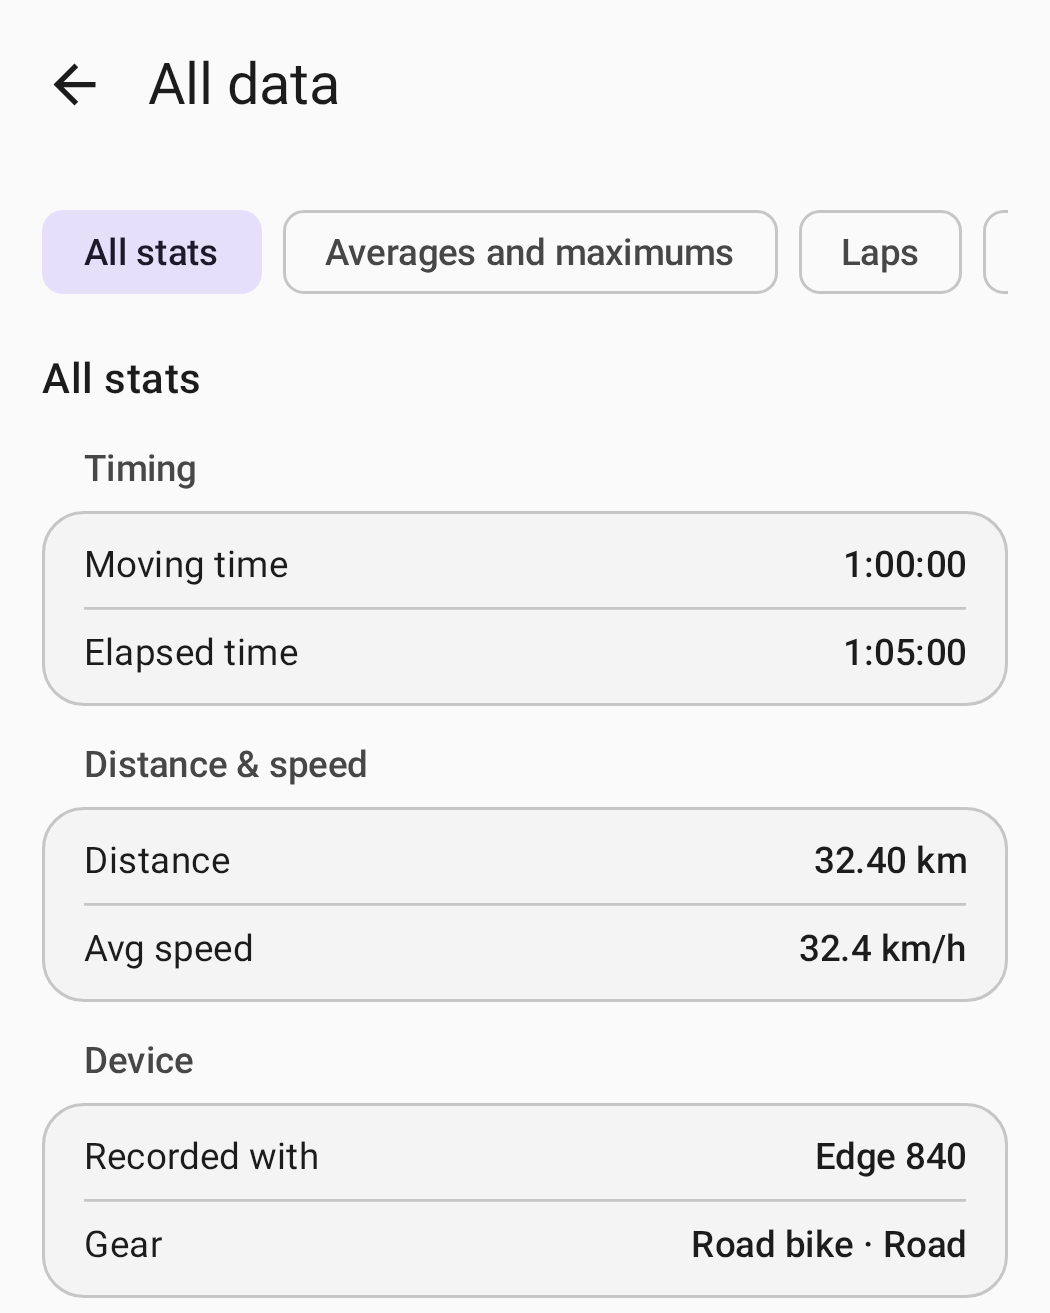 All data
All stats
Averages and maximums
Laps
All stats
Timing
Moving time 1:00:00
Elapsed time 1:05:00
Distance & speed
Distance 32.40 km
Avg speed 32.4 km/h
Device
Recorded with Edge 840
Gear Road bike · Road